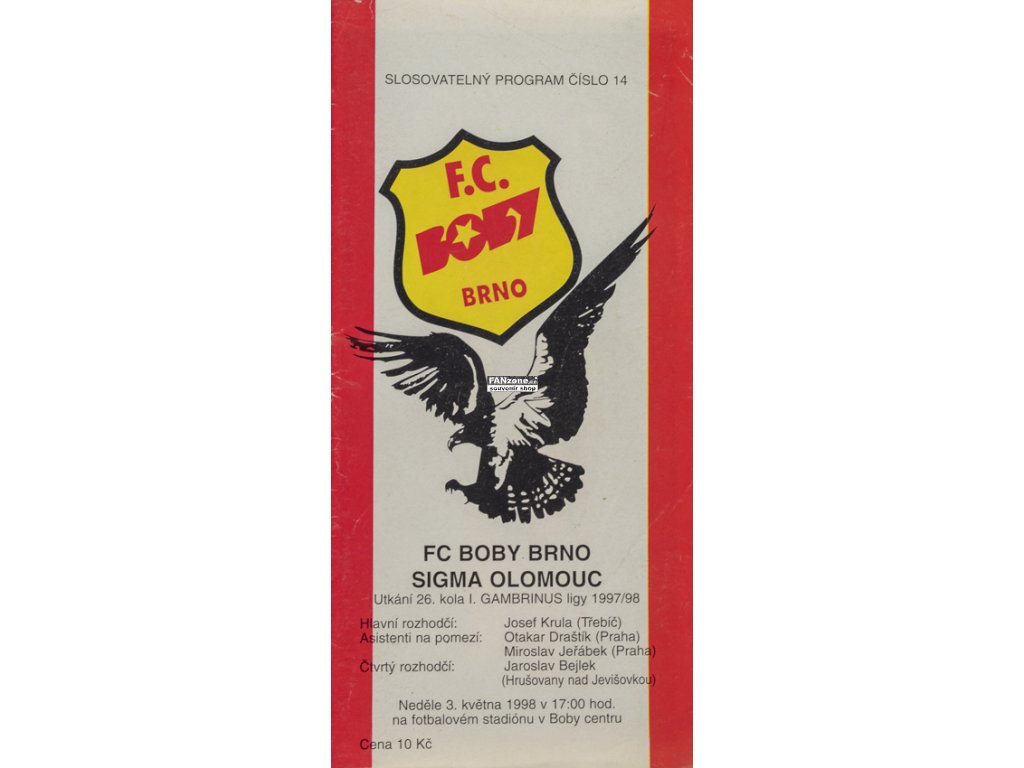 SLOSOVATELNÝ PROGRAM ČÍSLO 14
F.C.
BOBY
BRNO
FANzone.cz
souvenir shop
FC BOBY BRNO
SIGMA OLOMOUC
Utkání 26. kola I. GAMBRINUS ligy 1997/98
Hlavní rozhodčí: Josef Krula (Třebíč)
Asistenti na pomezí: Otakar Draštík (Praha)
Miroslav Jeřábek (Praha)
Čtvrtý rozhodčí: Jaroslav Bejlek
(Hrušovany nad Jevišovkou)
Neděle 3. května 1998 v 17:00 hod.
na fotbalovém stadiónu v Boby centru
Cena 10 Kč